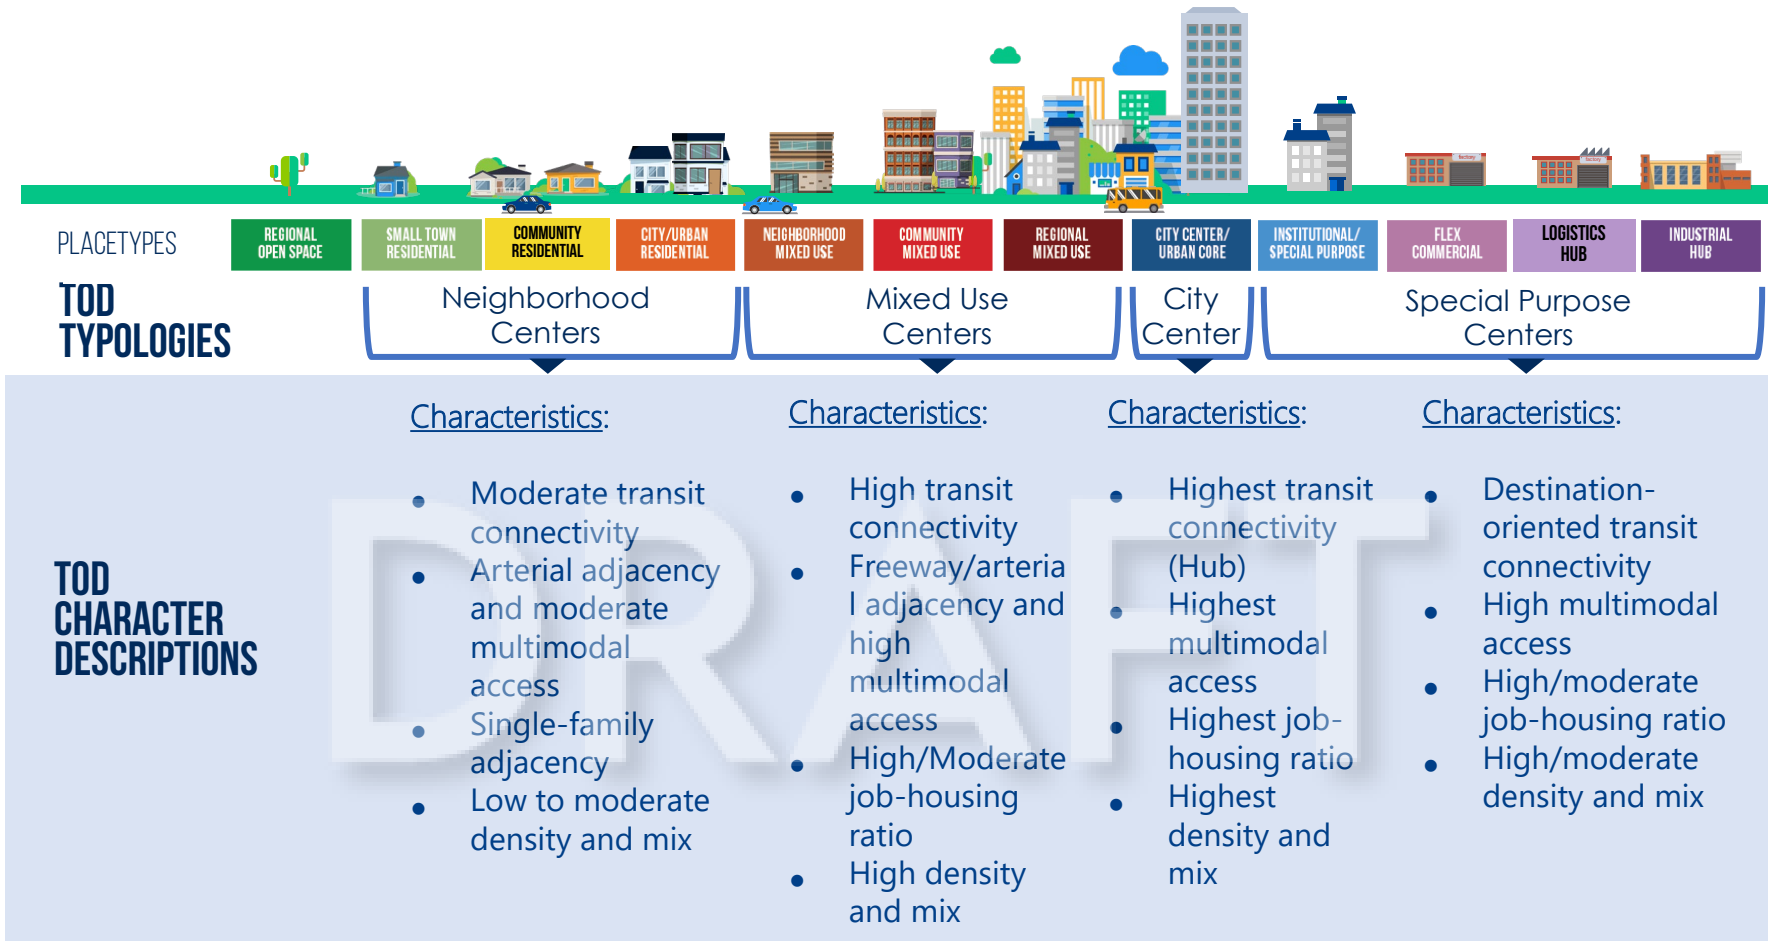 PLACETYPES
REGIONAL
OPEN SPACE
SMALL TOWN
RESIDENTIAL
COMMUNITY
RESIDENTIAL
CITY/URBAN
RESIDENTIAL
NEIGHBORHOOD
MIXED USE
COMMUNITY
MIXED USE
REGIONAL
MIXED USE
CITY CENTER/
URBAN CORE
INSTITUTIONAL/
SPECIAL PURPOSE
factory
FLEX
COMMERCIAL
factory
LOGISTICS
HUB
INDUSTRIAL
HUB
TOD
TYPOLOGIES
Neighborhood
Centers
Mixed Use
Centers
City
Center
Special Purpose
Centers
TOD
CHARACTER
DESCRIPTIONS
Characteristics:
• Moderate transit
connectivity
• Arterial adjacency
and moderate
multimodal
access
• Single-family
adjacency
• Low to moderate
density and mix
Characteristics:
• High transit
connectivity
• Freeway/arteria
l adjacency and
high
multimodal
access
• High/Moderate
job-housing
ratio
• High density
and mix
Characteristics:
• Highest transit
connectivity
(Hub)
• Highest
multimodal
access
• Highest job-
housing ratio
• Highest
density and
mix
Characteristics:
• Destination-
oriented transit
connectivity
• High multimodal
access
• High/moderate
job-housing ratio
• High/moderate
density and mix
DRAFT